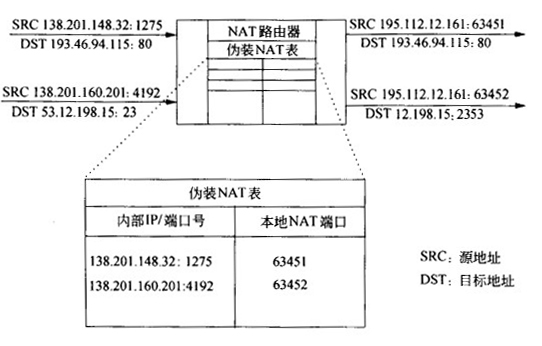 SRC 138.201.148.32: 1275
DST 193.46.94.115: 80
NAT路由器
伪装NAT表
SRC 195.112.12.161: 63451
DST 193.46.94.115: 80
SRC 138.201.160.201: 4192
DST 53.12.198.15: 23
SRC 195.112.12.161: 63452
DST 12.198.15: 2353
伪装NAT表
内部IP/端口号 本地NAT端口
138.201.148.32: 1275 63451
138.201.160.201:4192 63452
SRC: 源地址
DST: 目标地址